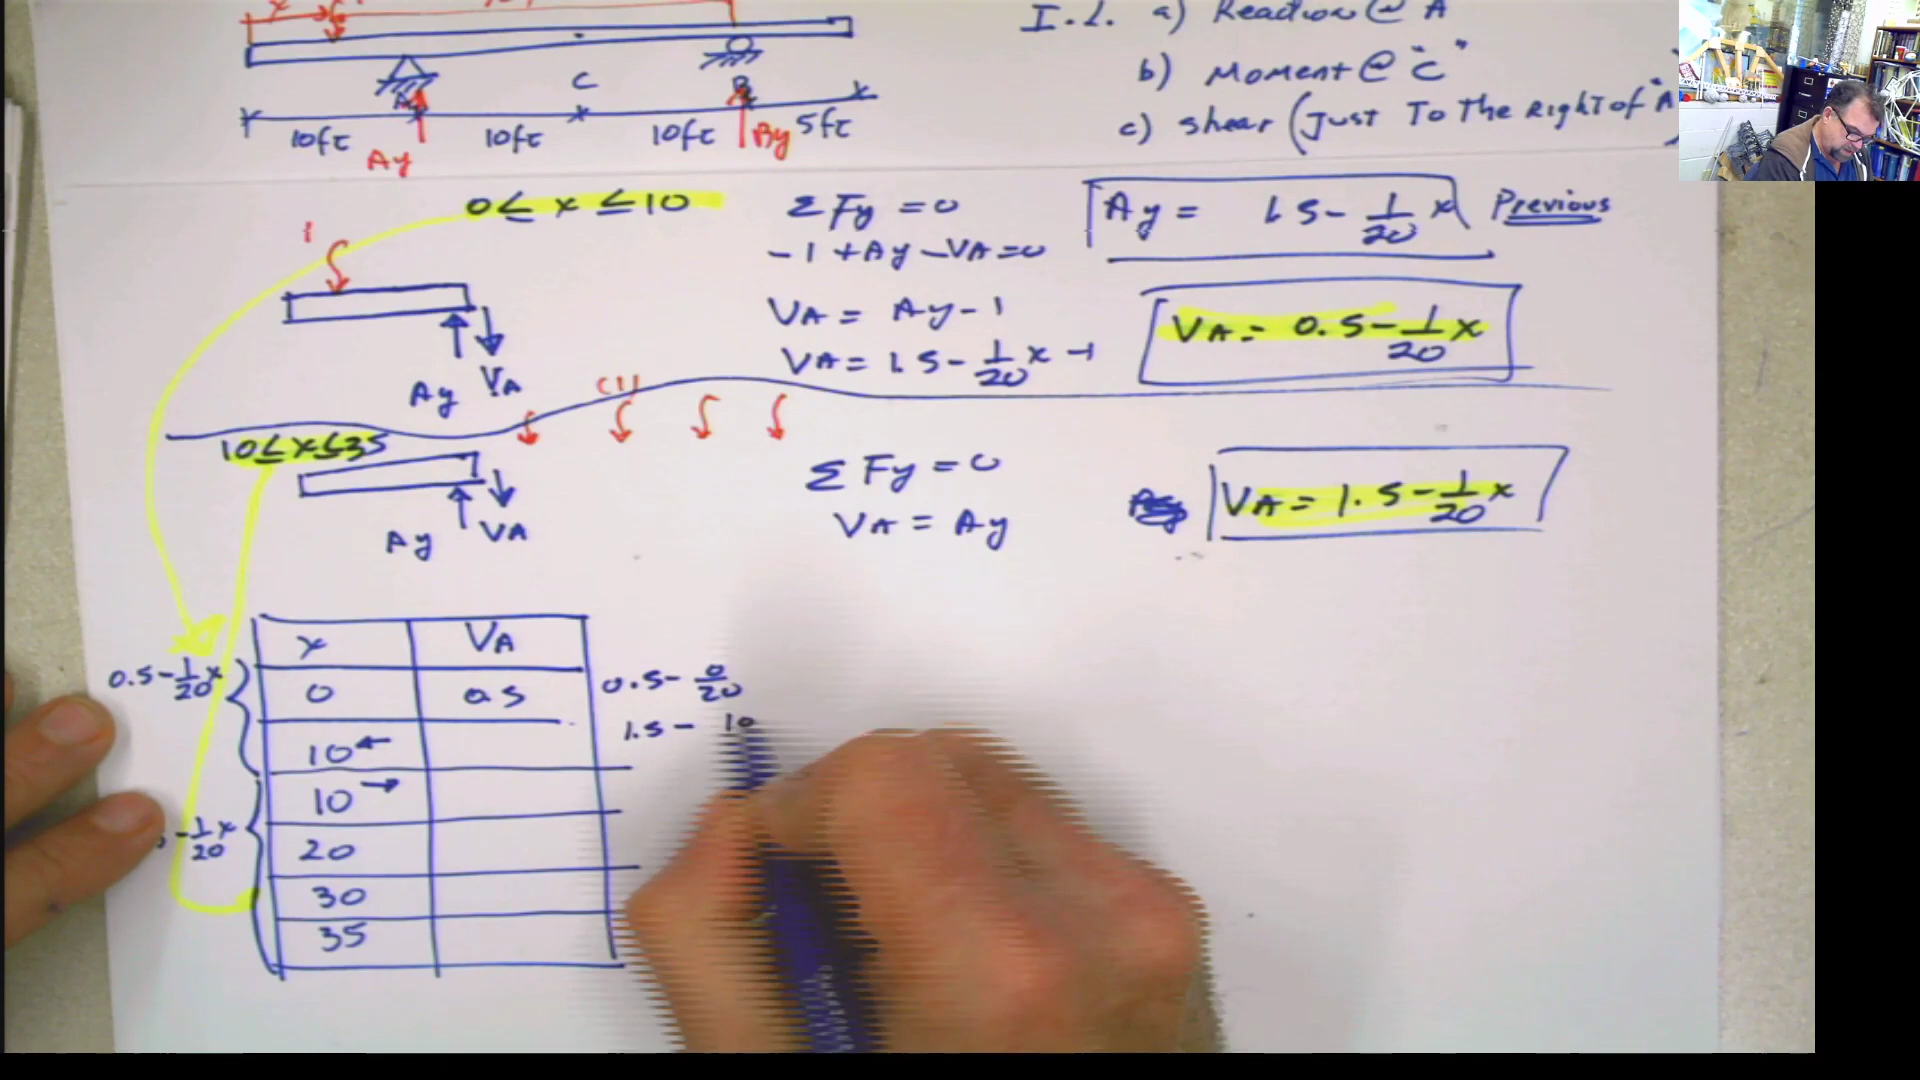 I.L. a) Reaction @ A
b) Moment @ "C"
c) Shear (Just To The Right of "A
x
C
A
B
10ft 10ft 10ft 5ft
Ay By
0 ≤ x ≤ 10
1
Ay VA
ΣFy = 0
-1 + Ay - VA = 0
VA = Ay - 1
VA = 1.5 - 1/20 x - 1
Ay = 1.5 - 1/20 x Previous
VA = 0.5 - 1/20 x
(1)
10 ≤ x ≤ 35
Ay VA
ΣFy = 0
VA = Ay
VA = 1.5 - 1/20 x
x VA
0.5 - 1/20 x 0 0.5 0.5 - 0/20
10 ← 1.5 - 10
10 →
- 1/20 x 20
30
35